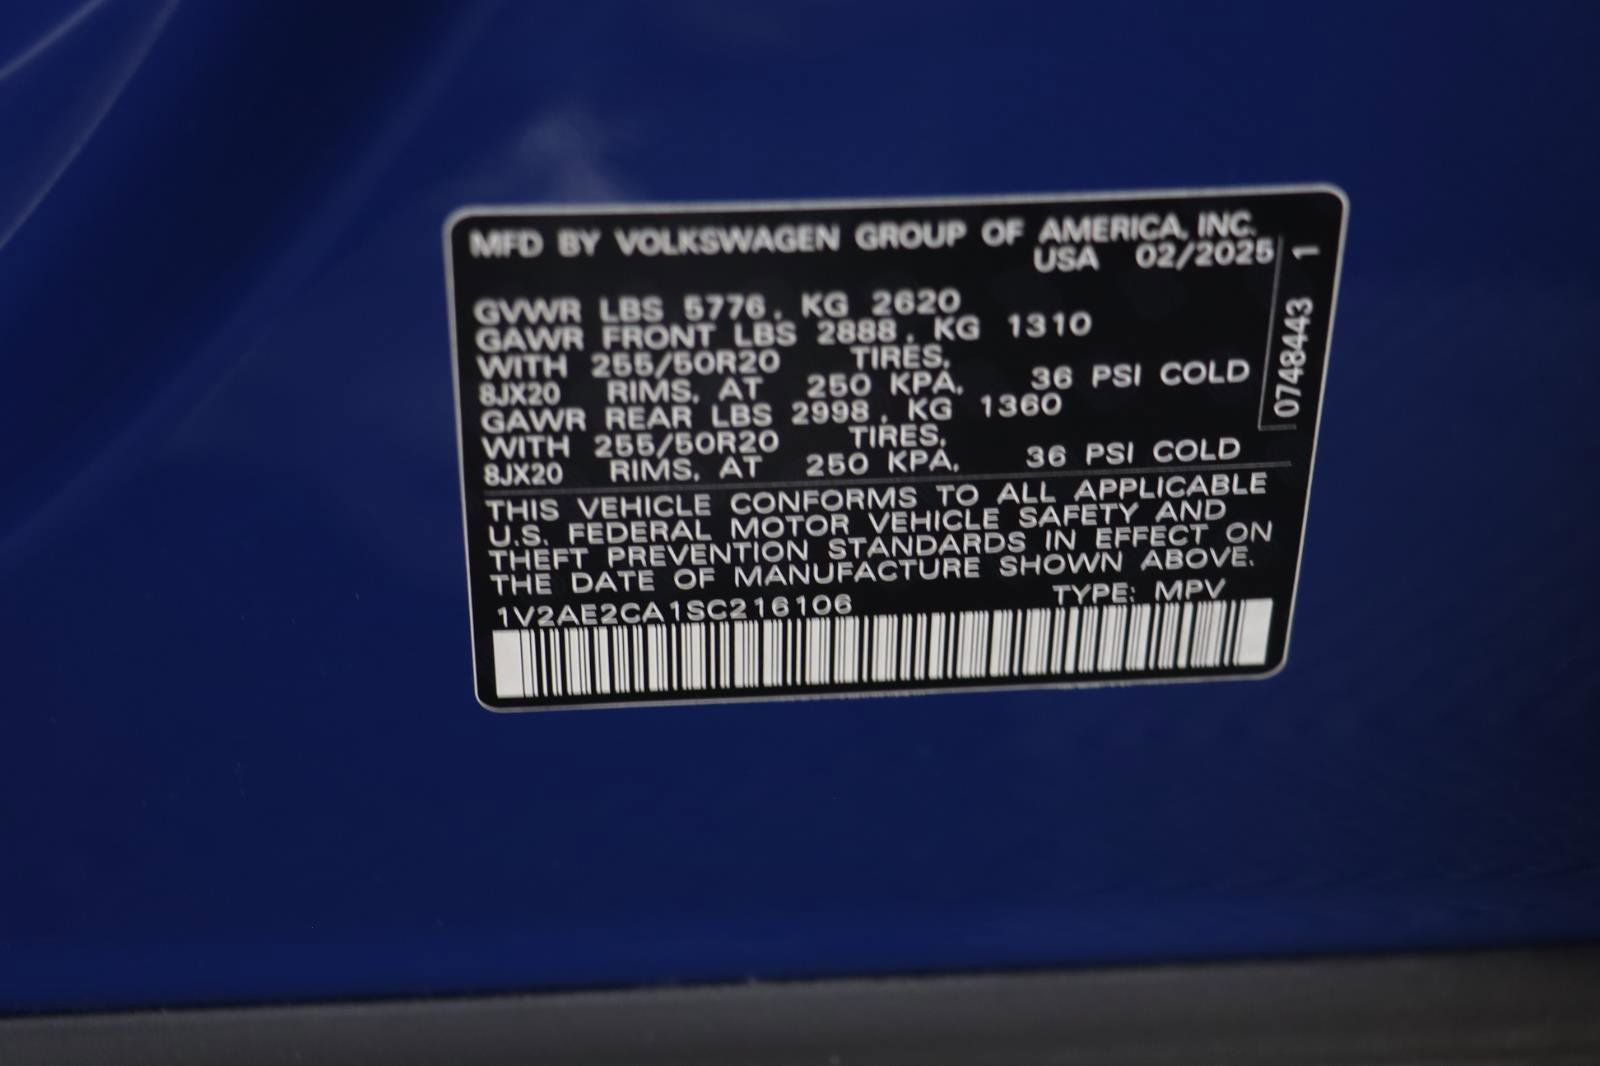 MFD BY VOLKSWAGEN GROUP OF AMERICA, INC.
USA 02/2025
GVWR LBS 5776, KG 2620
GAWR FRONT LBS 2888, KG 1310
WITH 255/50R20 TIRES,
8JX20 RIMS, AT 250 KPA, 36 PSI COLD
GAWR REAR LBS 2998, KG 1360
WITH 255/50R20 TIRES,
8JX20 RIMS, AT 250 KPA, 36 PSI COLD
THIS VEHICLE CONFORMS TO ALL APPLICABLE
U.S. FEDERAL MOTOR VEHICLE SAFETY AND
THEFT PREVENTION STANDARDS IN EFFECT ON
THE DATE OF MANUFACTURE SHOWN ABOVE.
1V2AE2CA1SC216106 TYPE: MPV
0748443 1